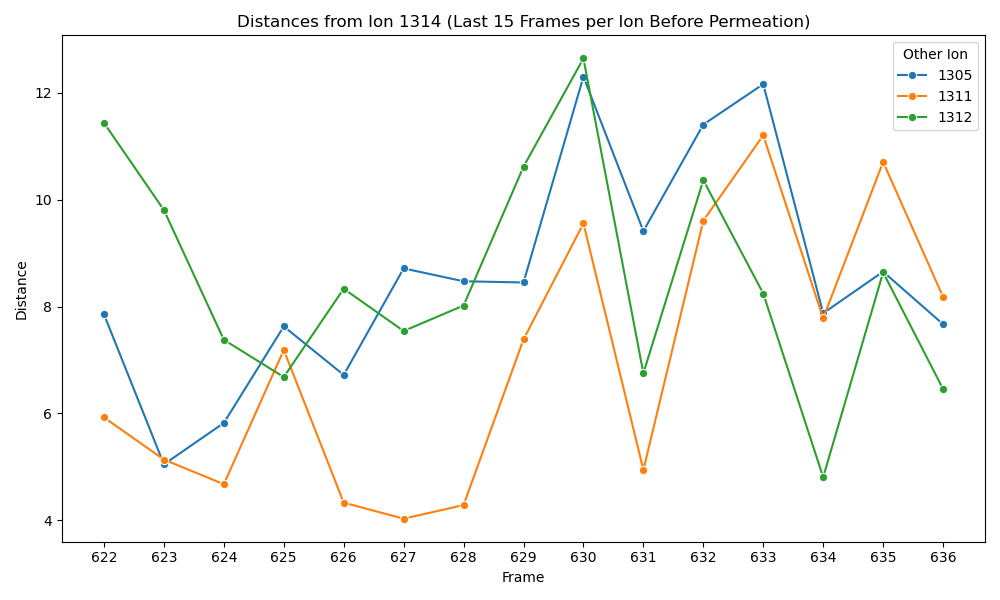 Distances from Ion 1314 (Last 15 Frames per Ion Before Permeation)
Other Ion
1305
1311
1312
Distance
12
10
8
6
4
622 623 624 625 626 627 628 629 630 631 632 633 634 635 636
Frame